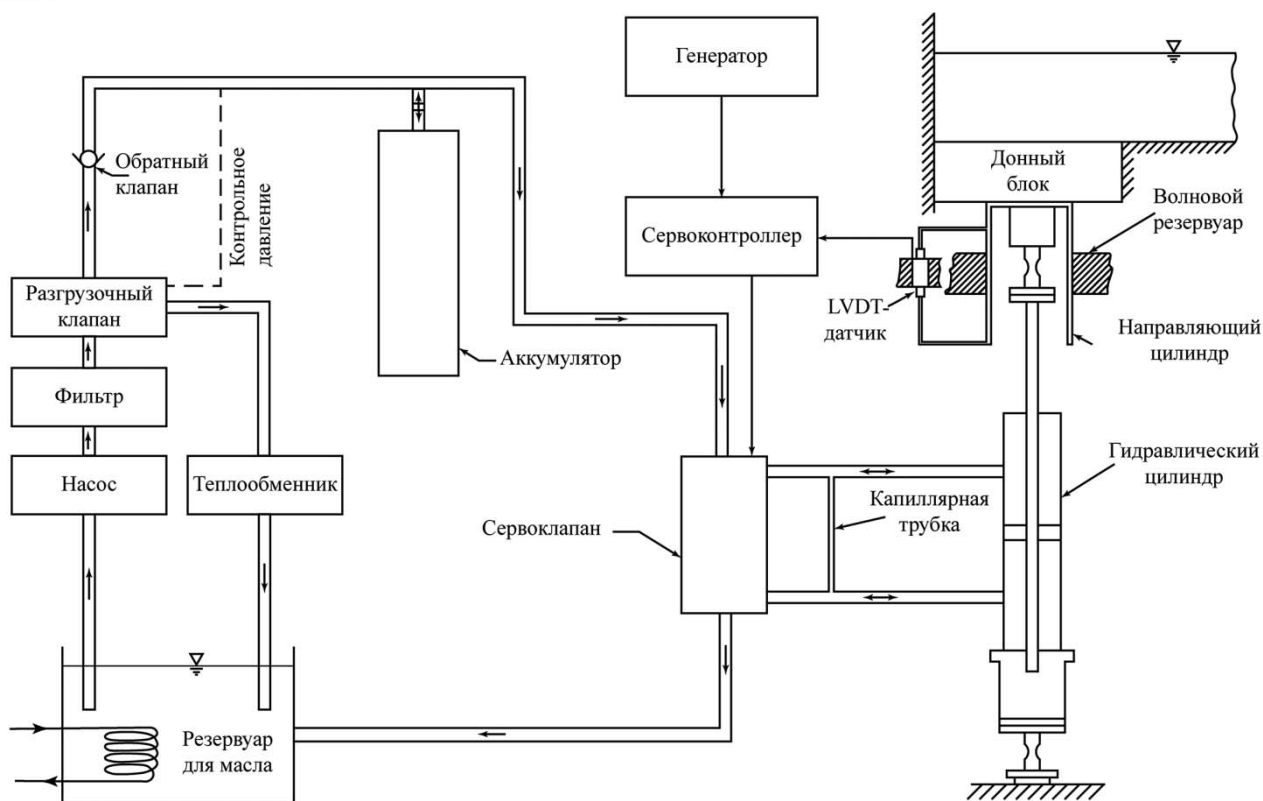 Генератор
Обратный
клапан
Контрольное
давление
Донный
блок
Волновой
резервуар
Сервоконтроллер
Разгрузочный
клапан
LVDT-
датчик
Направляющий
цилиндр
Аккумулятор
Фильтр
Насос
Теплообменник
Гидравлический
цилиндр
Капиллярная
трубка
Сервоклапан
Резервуар
для масла